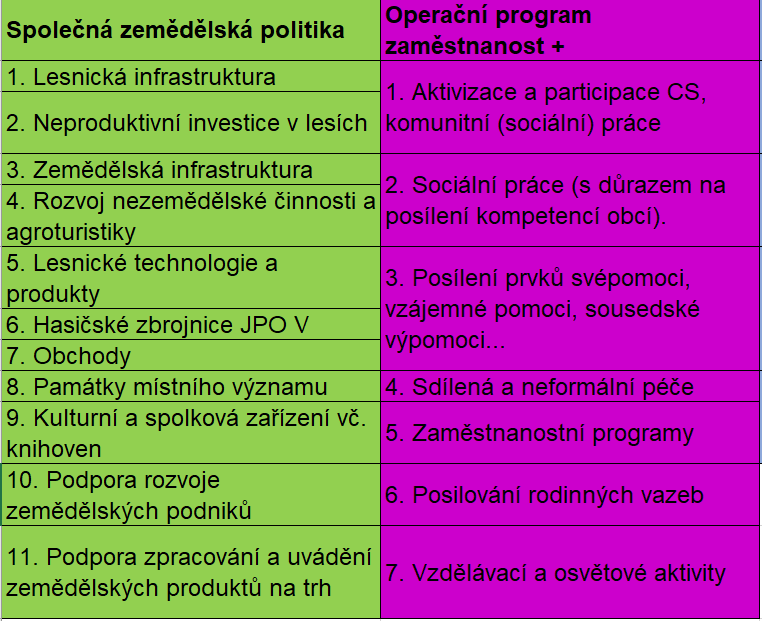 Společná zemědělská politika
1. Lesnická infrastruktura
2. Neproduktivní investice v lesích
3. Zemědělská infrastruktura
4. Rozvoj nezemědělské činnosti a
agroturistiky
5. Lesnické technologie a
produkty
6. Hasičské zbrojnice JPO V
7. Obchody
8. Památky místního významu
9. Kulturní a spolková zařízení vč.
knihoven
10. Podpora rozvoje
zemědělských podniků
11. Podpora zpracování a uvádění
zemědělských produktů na trh
Operační program
zaměstnanost +
1. Aktivizace a participace CS,
komunitní (sociální) práce
2. Sociální práce (s důrazem na
posílení kompetencí obcí).
3. Posílení prvků svépomoci,
vzájemné pomoci, sousedské
výpomoci...
4. Sdílená a neformální péče
5. Zaměstnanostní programy
6. Posilování rodinných vazeb
7. Vzdělávací a osvětové aktivity